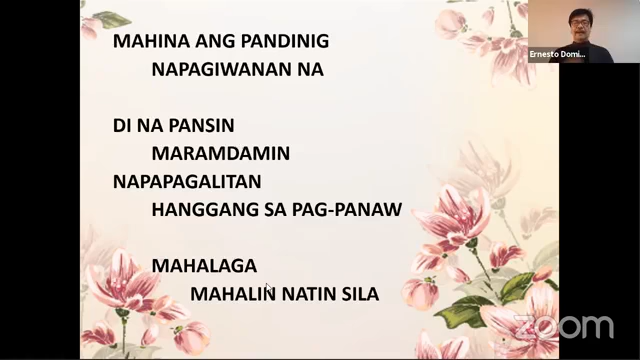 MAHINA ANG PANDINIG
NAPAGIWANAN NA
DI NA PANSIN
MARAMDAMIN
NAPAPAGALITAN
HANGGANG SA PAG-PANAW
MAHALAGA
MAHALIN NATIN SILA
Ernesto Domi...
zoom